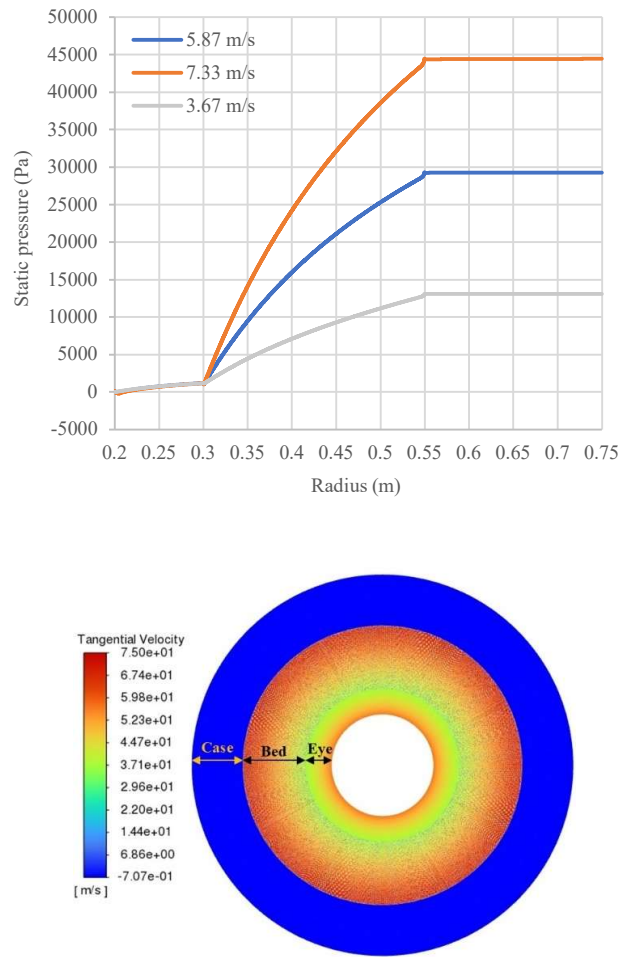 50000
45000
40000
35000
30000
25000
20000
15000
10000
5000
0
-5000
Static pressure (Pa)
5.87 m/s
7.33 m/s
3.67 m/s
0.2 0.25 0.3 0.35 0.4 0.45 0.5 0.55 0.6 0.65 0.7 0.75
Radius (m)
Tangential Velocity
7.50e+01
6.74e+01
5.98e+01
5.23e+01
4.47e+01
3.71e+01
2.96e+01
2.20e+01
1.44e+01
6.86e+00
-7.07e-01
[ m/s ]
Case Bed Eye